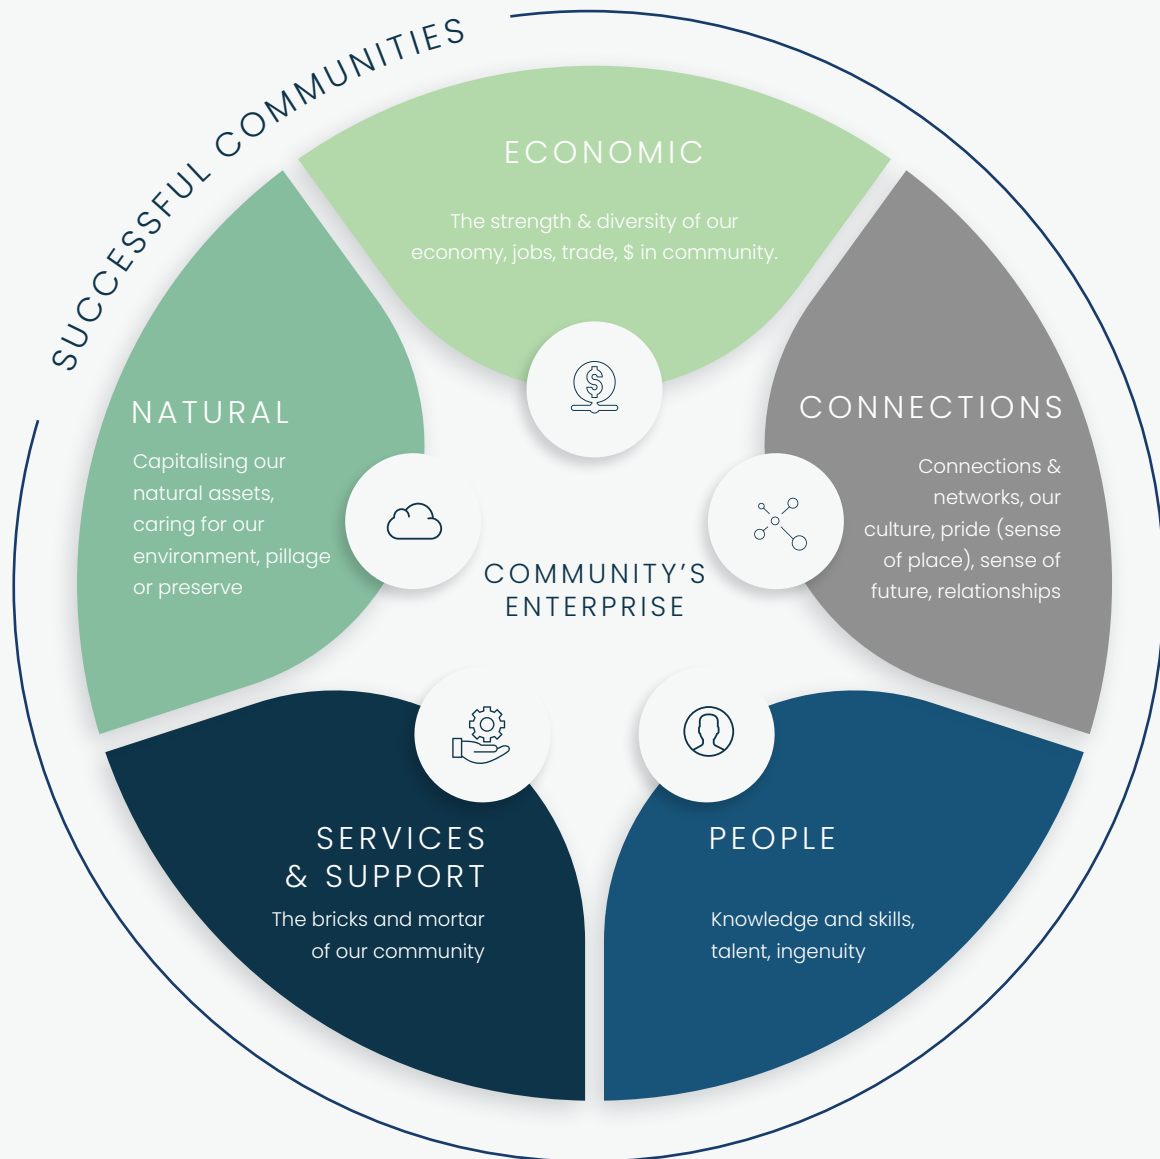 SUCCESSFUL COMMUNITIES
ECONOMIC
The strength & diversity of our
economy, jobs, trade, $ in community.
$
CONNECTIONS
Connections &
networks, our
culture, pride (sense
of place), sense of
future, relationships
NATURAL
Capitalising our
natural assets,
caring for our
environment, pillage
or preserve
COMMUNITY’S
ENTERPRISE
SERVICES
& SUPPORT
The bricks and mortar
of our community
PEOPLE
Knowledge and skills,
talent, ingenuity